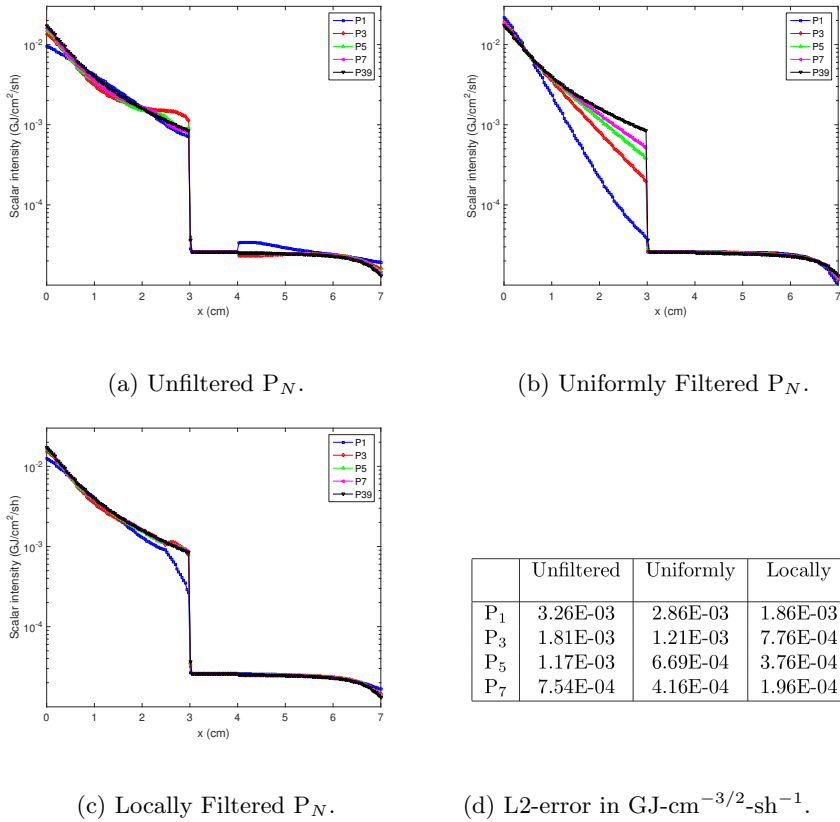 Scalar intensity (GJ/cm²/sh)
10⁻²
10⁻³
10⁻⁴
0 1 2 3 4 5 6 7
x (cm)
P1
P3
P5
P7
P39
(a) Unfiltered P_N.
Scalar intensity (GJ/cm²/sh)
10⁻²
10⁻³
10⁻⁴
0 1 2 3 4 5 6 7
x (cm)
P1
P3
P5
P7
P39
(b) Uniformly Filtered P_N.
Scalar intensity (GJ/cm²/sh)
10⁻²
10⁻³
10⁻⁴
0 1 2 3 4 5 6 7
x (cm)
P1
P3
P5
P7
P39
(c) Locally Filtered P_N.
Unfiltered Uniformly Locally
P₁ 3.26E-03 2.86E-03 1.86E-03
P₃ 1.81E-03 1.21E-03 7.76E-04
P₅ 1.17E-03 6.69E-04 3.76E-04
P₇ 7.54E-04 4.16E-04 1.96E-04
(d) L2-error in GJ-cm⁻³/²-sh⁻¹.